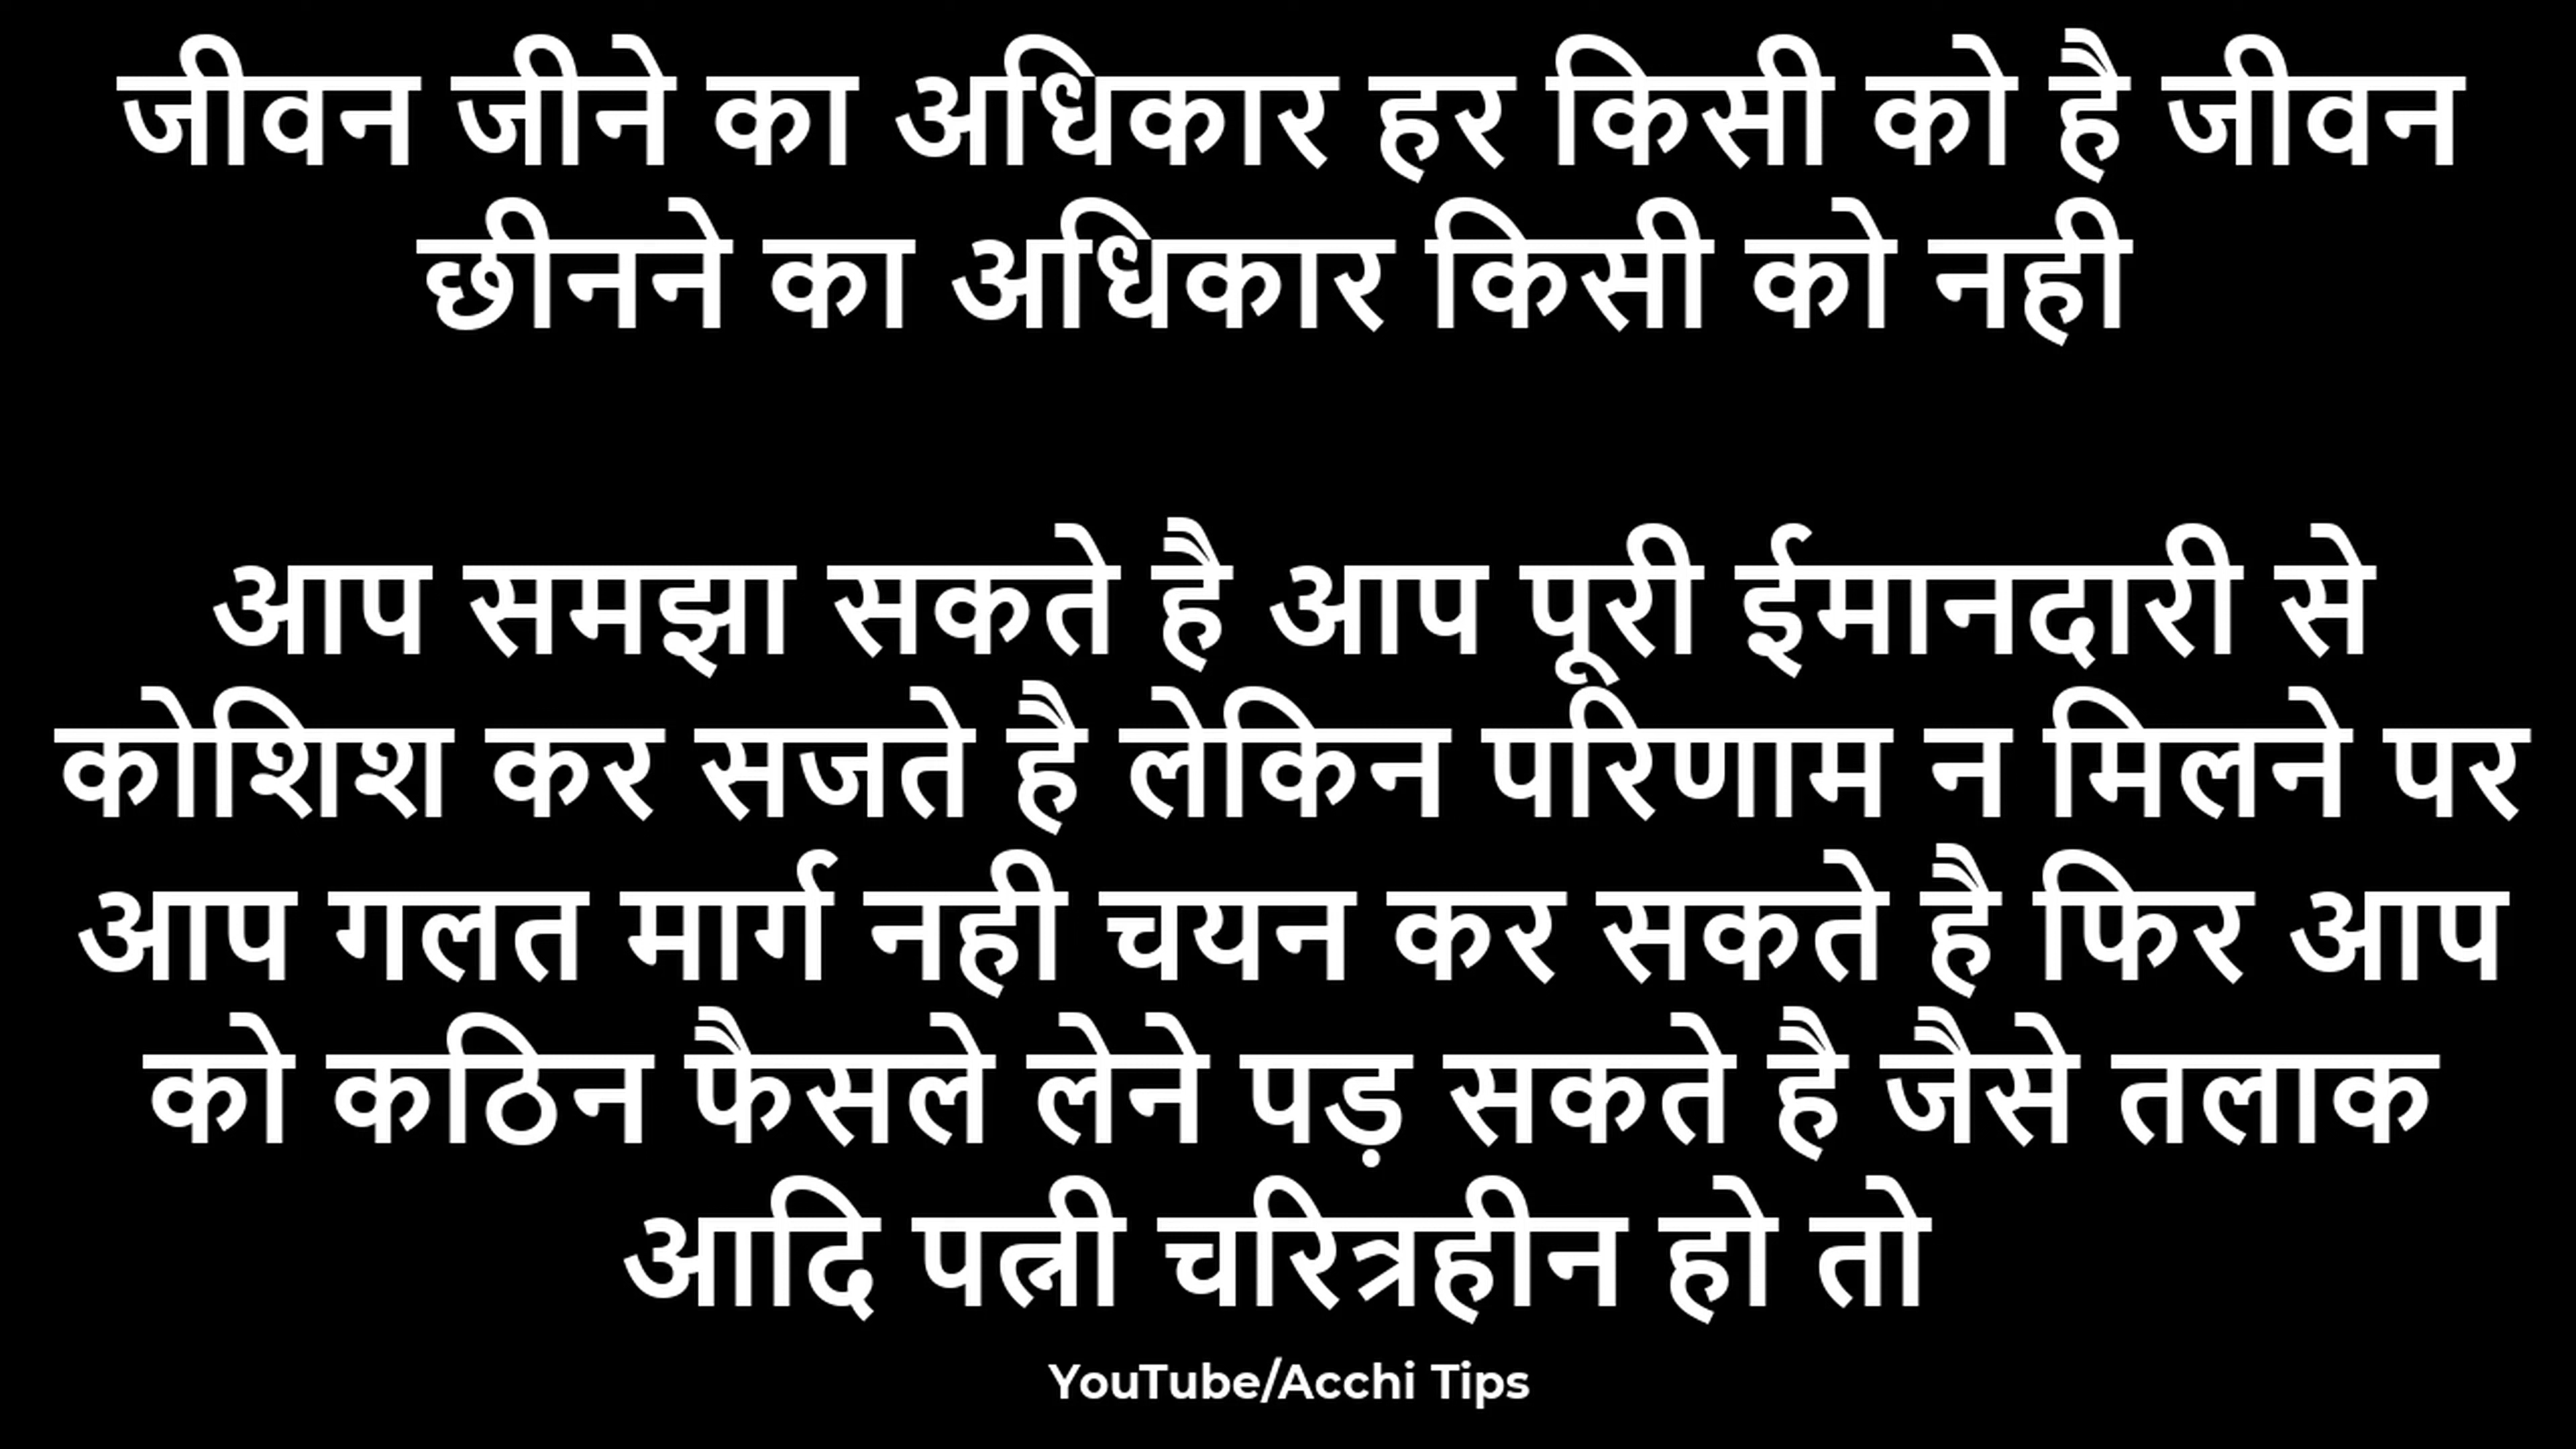 जीवन जीने का अधिकार हर किसी को है जीवन
छीनने का अधिकार किसी को नही
आप समझा सकते है आप पूरी ईमानदारी से
कोशिश कर सजते है लेकिन परिणाम न मिलने पर
आप गलत मार्ग नही चयन कर सकते है फिर आप
को कठिन फैसले लेने पड़ सकते है जैसे तलाक
आदि पत्नी चरित्रहीन हो तो
YouTube/Acchi Tips